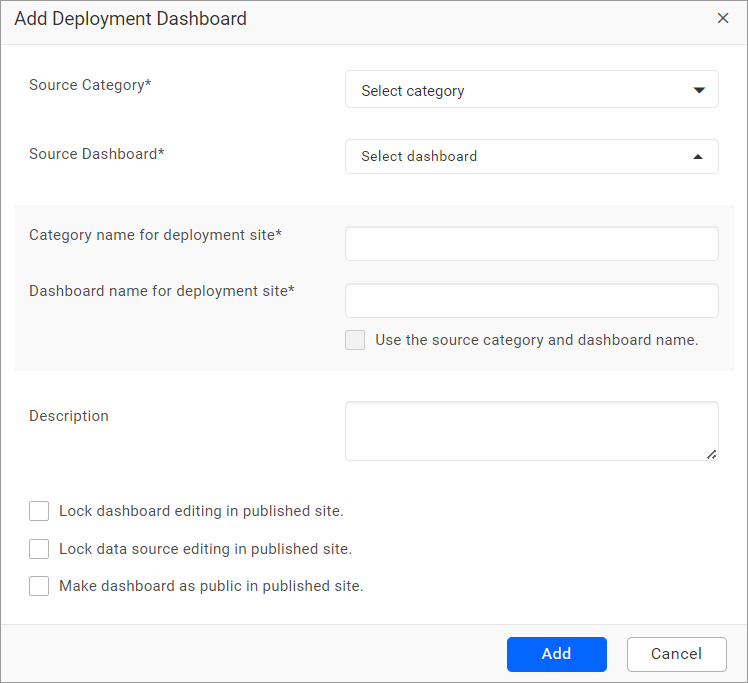 Add Deployment Dashboard
Source Category*
Select category
Source Dashboard*
Select dashboard
Category name for deployment site*
Dashboard name for deployment site*
Use the source category and dashboard name.
Description
Lock dashboard editing in published site.
Lock data source editing in published site.
Make dashboard as public in published site.
Add
Cancel